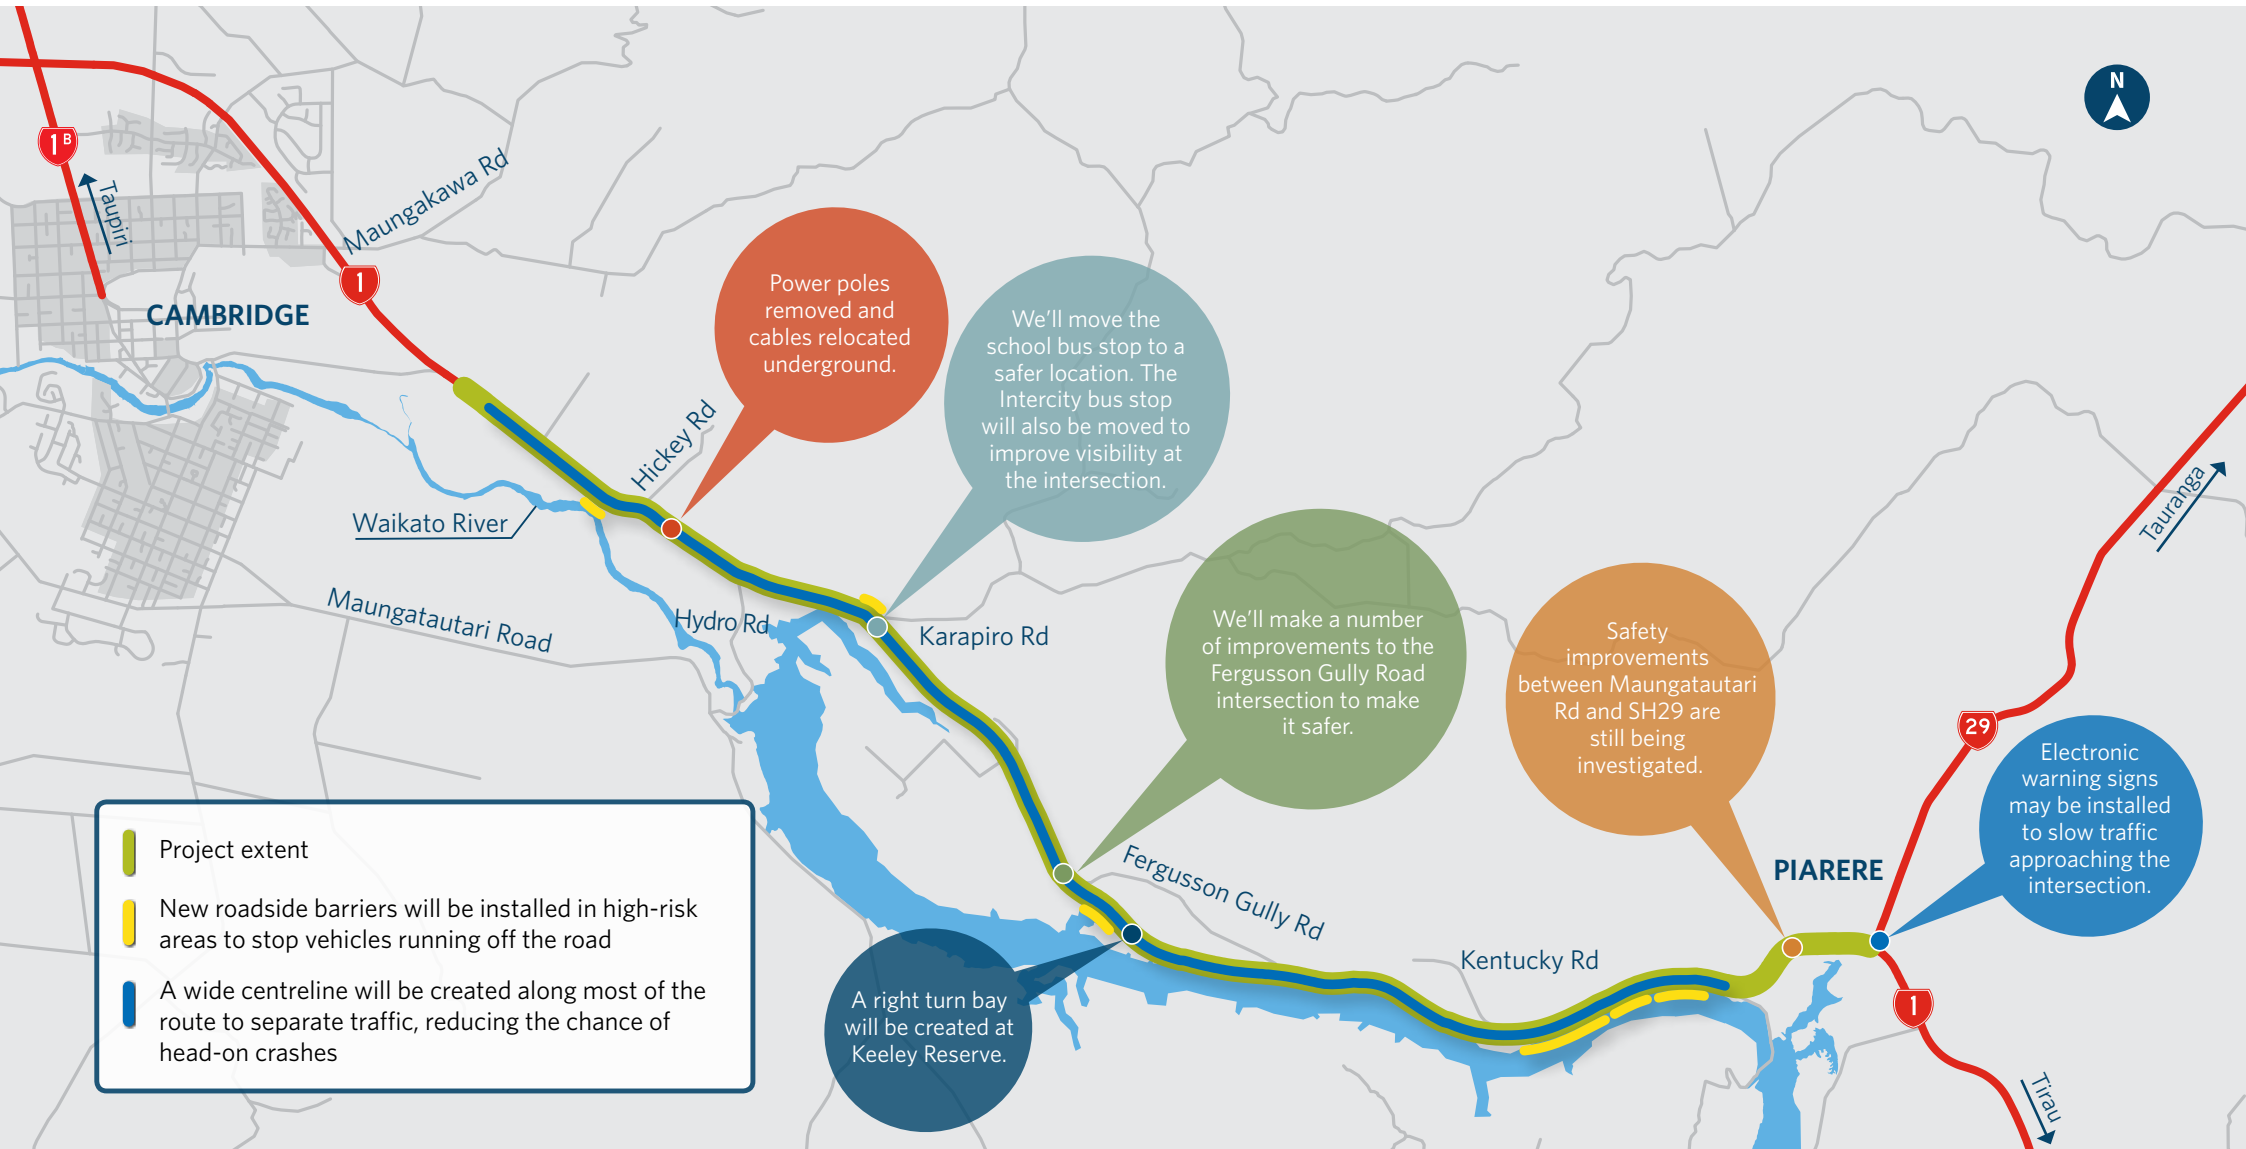 N
1B
Taupiri
Maungakawa Rd
1
CAMBRIDGE
Power poles
removed and
cables relocated
underground.
We'll move the
school bus stop to a
safer location. The
Intercity bus stop
will also be moved to
improve visibility at
the intersection.
Hickey Rd
Waikato River
Maungatautari Road
Hydro Rd
Karapiro Rd
We'll make a number
of improvements to the
Fergusson Gully Road
intersection to make
it safer.
Safety
improvements
between Maungatautari
Rd and SH29 are
still being
investigated.
Tauranga
29
Electronic
warning signs
may be installed
to slow traffic
approaching the
intersection.
PIARERE
Fergusson Gully Rd
Kentucky Rd
A right turn bay
will be created at
Keeley Reserve.
1
Tirau
Project extent
New roadside barriers will be installed in high-risk
areas to stop vehicles running off the road
A wide centreline will be created along most of the
route to separate traffic, reducing the chance of
head-on crashes